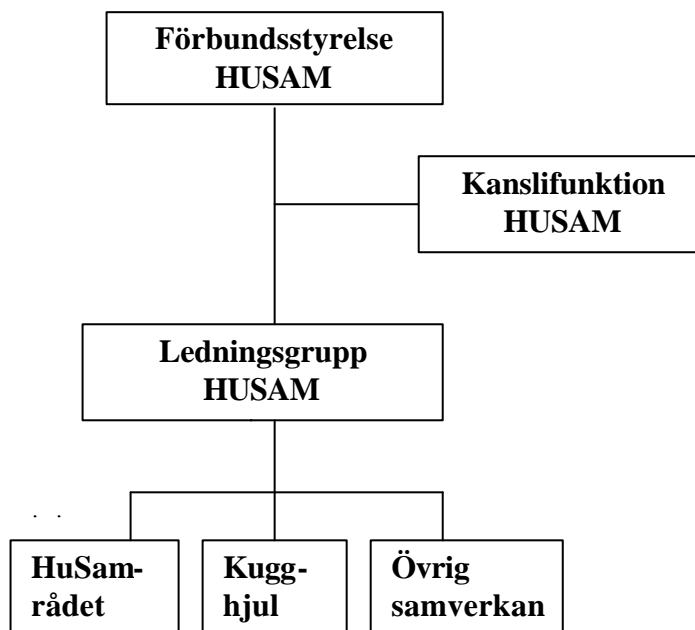 Förbundsstyrelse
HUSAM
Kanslifunktion
HUSAM
Ledningsgrupp
HUSAM
HuSam-
rådet
Kugg-
hjul
Övrig
samverkan